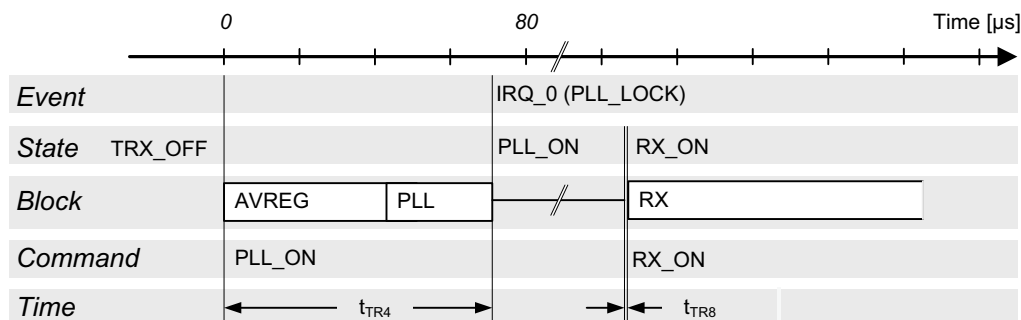 0 80 Time [µs]
Event IRQ_0 (PLL_LOCK)
State TRX_OFF PLL_ON RX_ON
Block AVREG PLL RX
Command PLL_ON RX_ON
Time tTR4 tTR8